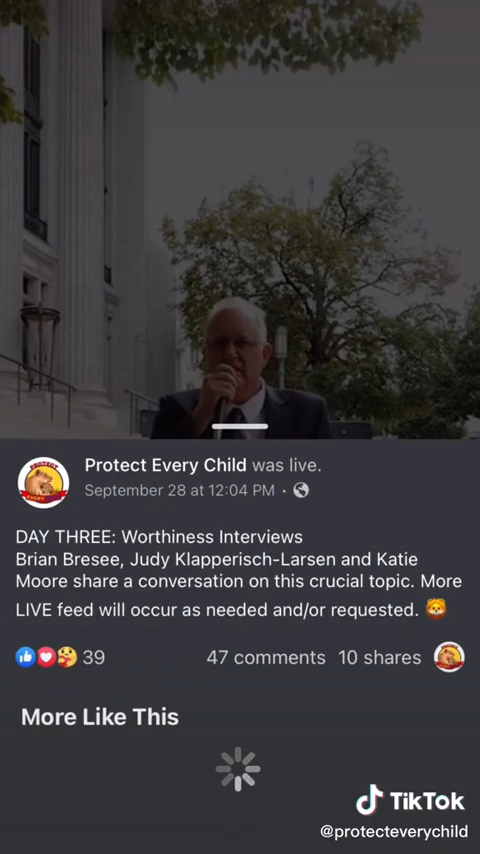 Protect Every Child was live.
September 28 at 12:04 PM ·
DAY THREE: Worthiness Interviews
Brian Bresee, Judy Klapperisch-Larsen and Katie
Moore share a conversation on this crucial topic. More
LIVE feed will occur as needed and/or requested. 🦁
39 47 comments 10 shares
More Like This
TikTok
@protecteverychild